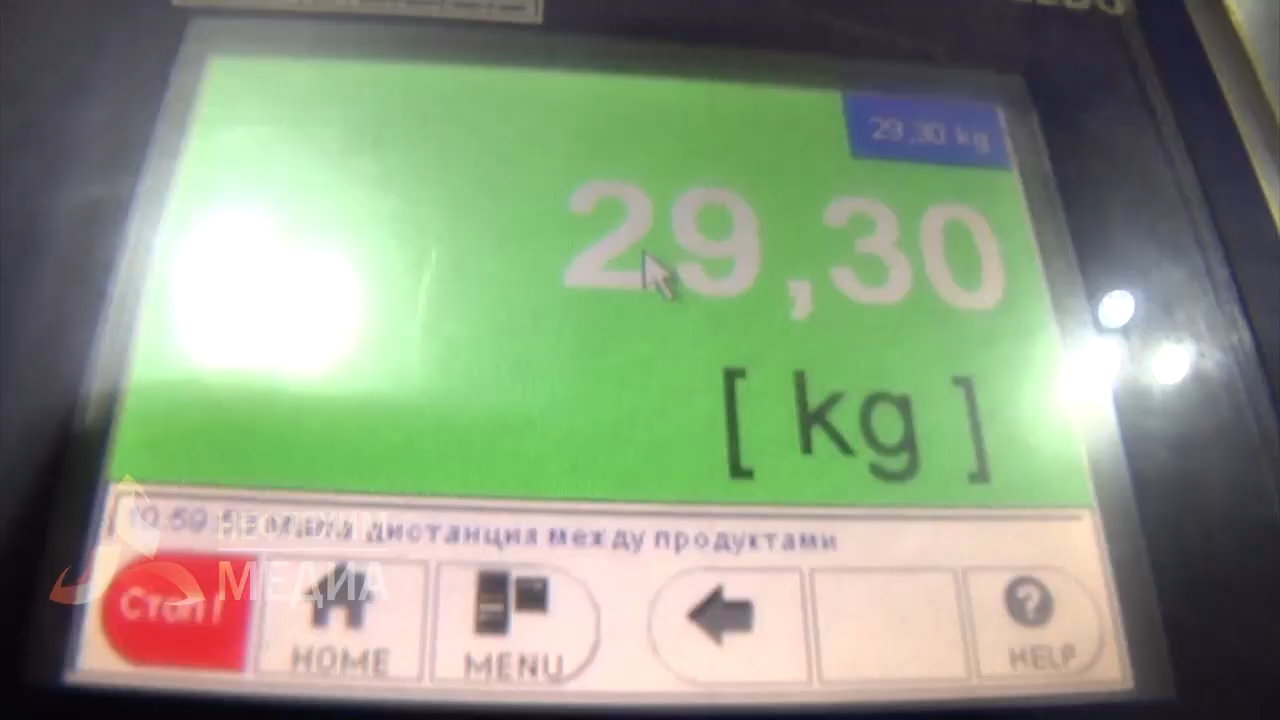 29,30 kg
29,30
[ kg ]
дистанция между продуктами
МЕДИА
Стоп!
HOME
MENU
HELP